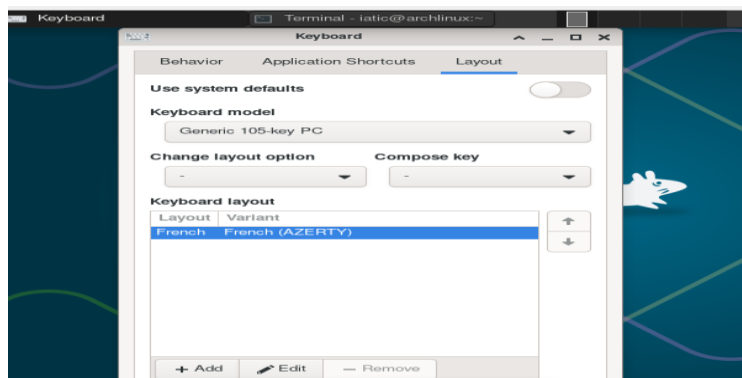 Keyboard Terminal - iatic@archlinux:~
Keyboard
Behavior Application Shortcuts Layout
Use system defaults
Keyboard model
Generic 105-key PC
Change layout option Compose key
- -
Keyboard layout
Layout Variant
French French (AZERTY)
+ Add Edit — Remove